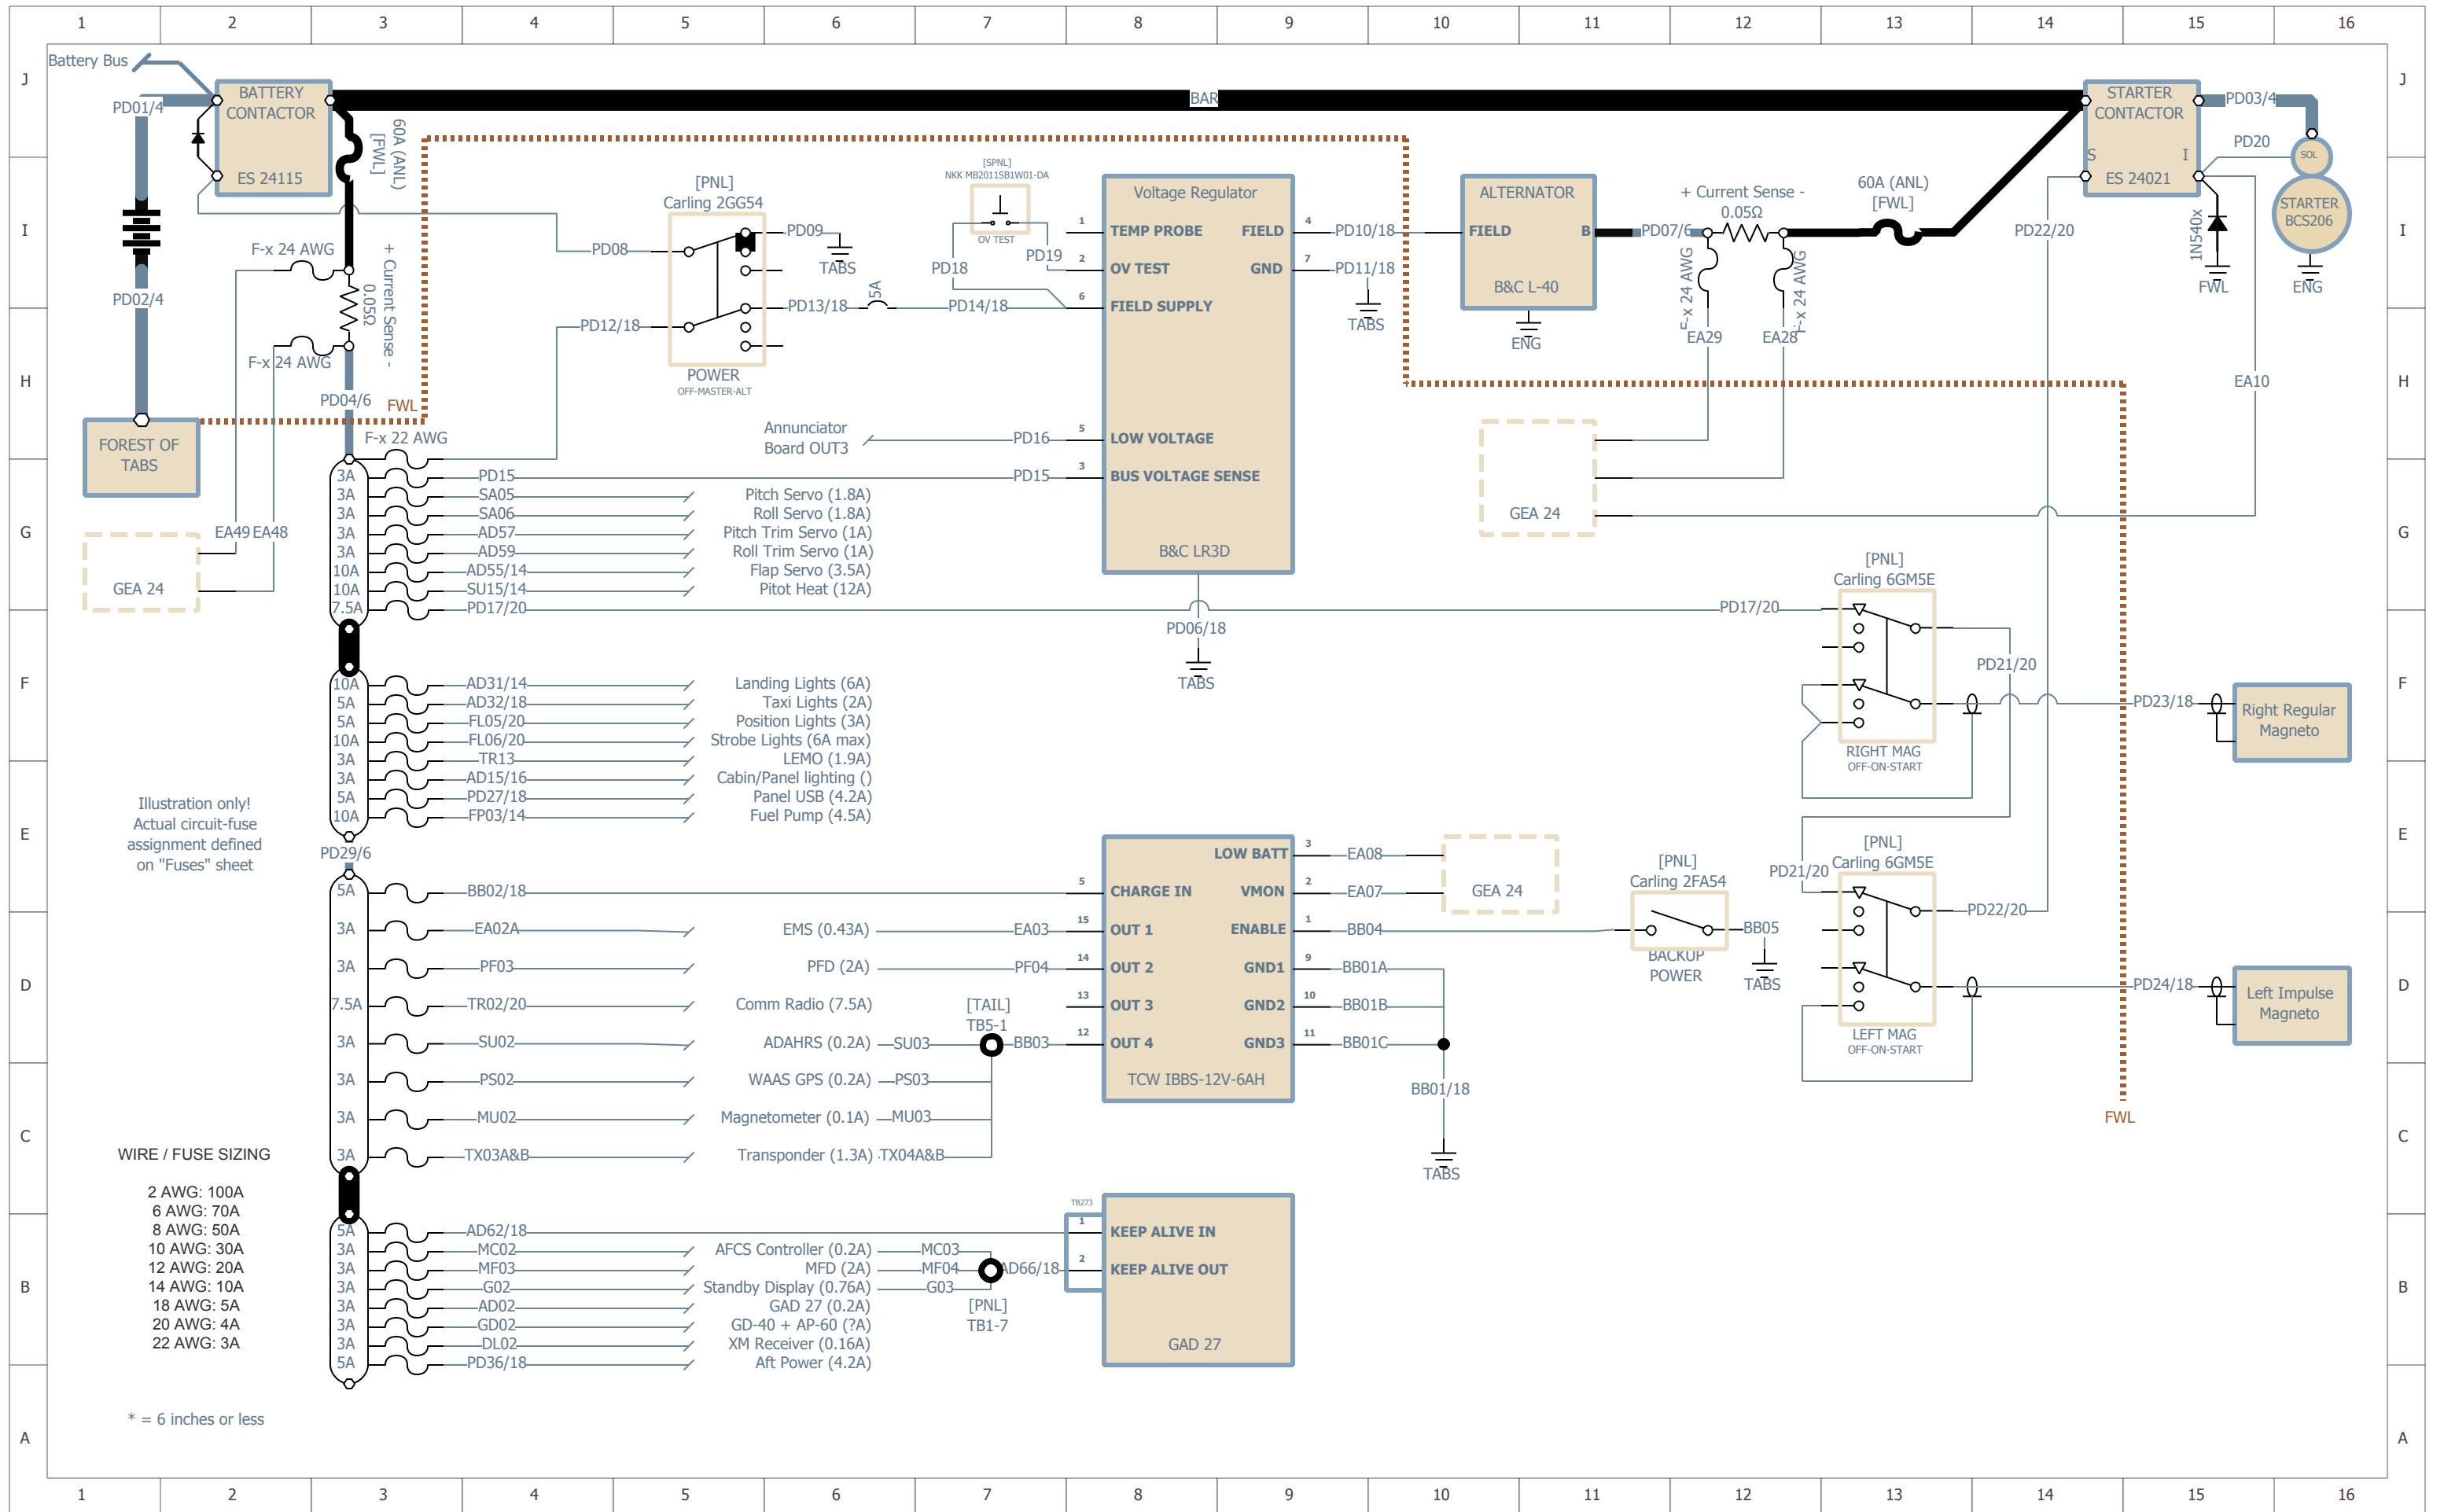 1 2 3 4 5 6 7 8 9 10 11 12 13 14 15 16
J
Battery Bus
PD01/4
BATTERY
CONTACTOR
ES 24115
60A (ANL)
[FWL]
BAR
STARTER
CONTACTOR
S I
ES 24021
PD03/4
PD20
SOL
STARTER
BCS206
ENG
1N540x
FWL
J
I
PD02/4
F-x 24 AWG
+ Current Sense -
0.05Ω
F-x 24 AWG
PD04/6
FWL
[PNL]
Carling 2GG54
PD08
PD09
TABS
PD12/18
PD13/18
5A
PD14/18
POWER
OFF-MASTER-ALT
[SPNL]
NKK MB2011SB1W01-DA
OV TEST
PD18
PD19
Voltage Regulator
1 TEMP PROBE
2 OV TEST
6 FIELD SUPPLY
5 LOW VOLTAGE
3 BUS VOLTAGE SENSE
FIELD 4
GND 7
B&C LR3D
PD10/18
PD11/18
TABS
PD06/18
TABS
ALTERNATOR
FIELD B
B&C L-40
ENG
PD07/6
+ Current Sense -
0.05Ω
60A (ANL)
[FWL]
F-x 24 AWG
F-x 24 AWG
EA29
EA28
PD22/20
EA10
I
H
H
FOREST OF
TABS
F-x 22 AWG
Annunciator
Board OUT3
PD16
GEA 24
G
G
EA49 EA48
GEA 24
3A PD15 PD15
3A SA05 Pitch Servo (1.8A)
3A SA06 Roll Servo (1.8A)
3A AD57 Pitch Trim Servo (1A)
3A AD59 Roll Trim Servo (1A)
10A AD55/14 Flap Servo (3.5A)
10A SU15/14 Pitot Heat (12A)
7.5A PD17/20 PD17/20
[PNL]
Carling 6GM5E
RIGHT MAG
OFF-ON-START
PD21/20
PD23/18
Right Regular
Magneto
F
F
10A AD31/14 Landing Lights (6A)
5A AD32/18 Taxi Lights (2A)
5A FL05/20 Position Lights (3A)
10A FL06/20 Strobe Lights (6A max)
3A TR13 LEMO (1.9A)
3A AD15/16 Cabin/Panel lighting ()
5A PD27/18 Panel USB (4.2A)
10A FP03/14 Fuel Pump (4.5A)
E
E
Illustration only!
Actual circuit-fuse
assignment defined
on "Fuses" sheet
PD29/6
5A BB02/18
3A EA02A EMS (0.43A) EA03
3A PF03 PFD (2A) PF04
7.5A TR02/20 Comm Radio (7.5A)
3A SU02 ADAHRS (0.2A) SU03
3A PS02 WAAS GPS (0.2A) PS03
3A MU02 Magnetometer (0.1A) MU03
3A TX03A&B Transponder (1.3A) TX04A&B
[TAIL]
TB5-1
BB03
5 CHARGE IN
15 OUT 1
14 OUT 2
13 OUT 3
12 OUT 4
LOW BATT 3
VMON 2
ENABLE 1
GND1 9
GND2 10
GND3 11
TCW IBBS-12V-6AH
EA08
EA07
BB04
BB01A
BB01B
BB01C
BB01/18
TABS
GEA 24
[PNL]
Carling 2FA54
BB05
BACKUP
POWER
TABS
[PNL]
Carling 6GM5E
PD21/20
PD22/20
LEFT MAG
OFF-ON-START
PD24/18
Left Impulse
Magneto
FWL
D
D
C
C
WIRE / FUSE SIZING
2 AWG: 100A
6 AWG: 70A
8 AWG: 50A
10 AWG: 30A
12 AWG: 20A
14 AWG: 10A
18 AWG: 5A
20 AWG: 4A
22 AWG: 3A
B
B
5A AD62/18
3A MC02 AFCS Controller (0.2A) MC03
3A MF03 MFD (2A) MF04
3A G02 Standby Display (0.76A) G03
3A AD02 GAD 27 (0.2A)
3A GD02 GD-40 + AP-60 (?A)
3A DL02 XM Receiver (0.16A)
5A PD36/18 Aft Power (4.2A)
AD66/18
[PNL]
TB1-7
TB273
1 KEEP ALIVE IN
2 KEEP ALIVE OUT
GAD 27
* = 6 inches or less
A
A
1 2 3 4 5 6 7 8 9 10 11 12 13 14 15 16